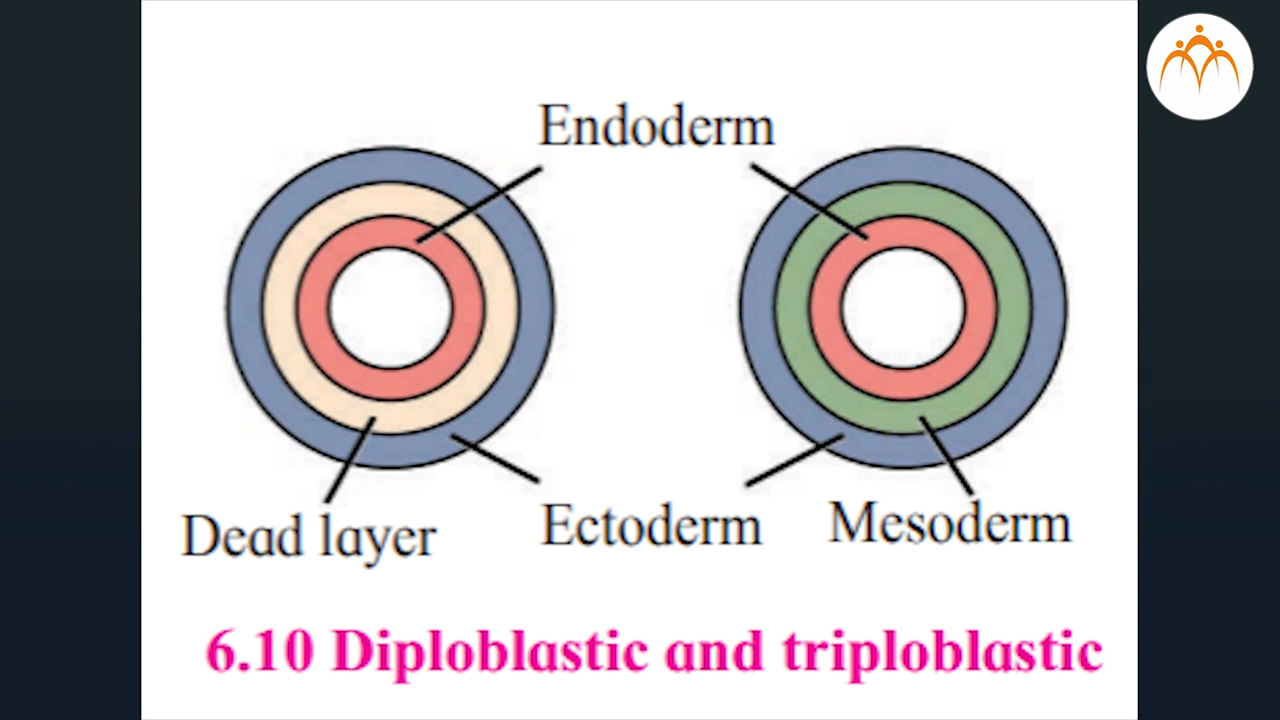 Endoderm
Dead layer
Ectoderm
Mesoderm
6.10 Diploblastic and triploblastic